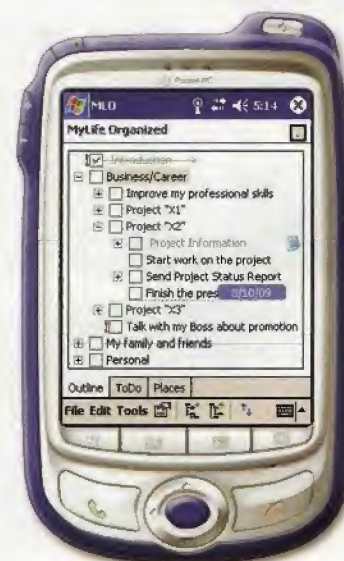 Pocket PC
MLO 5:14
MyLife Organized
Introduction
Business/Career
Improve my professional skills
Project "X1"
Project "X2"
Project Information
Start work on the project
Send Project Status Report
Finish the pres 8/10/09
Project "X3"
Talk with my Boss about promotion
My family and friends
Personal
Outline ToDo Places
File Edit Tools